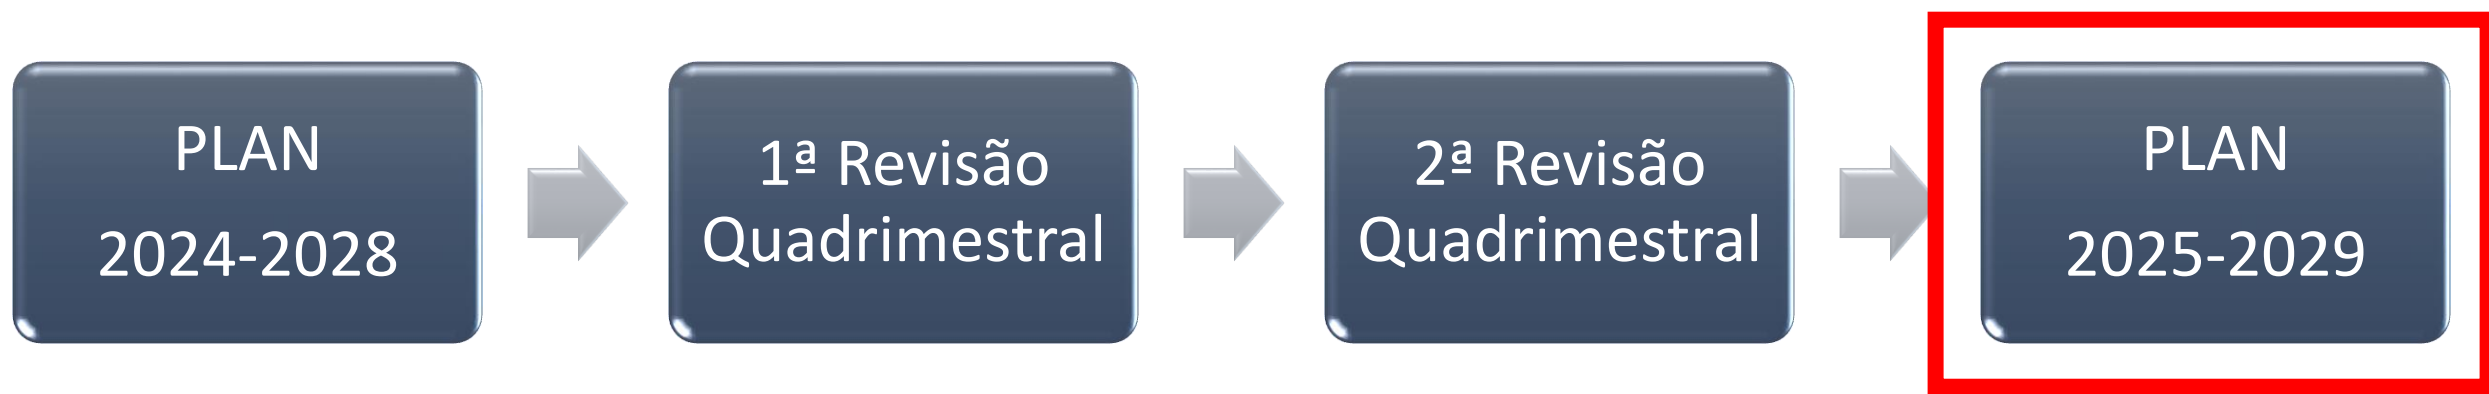 PLAN
2024-2028
1ª Revisão
Quadrimestral
2ª Revisão
Quadrimestral
PLAN
2025-2029